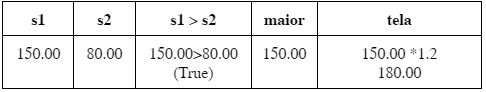 s1 s2 s1 > s2 maior tela
150.00 80.00 150.00>80.00 150.00 150.00 *1.2
(True) 180.00